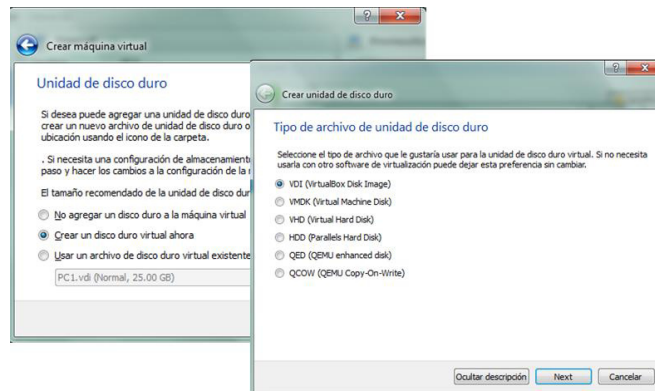 Crear máquina virtual
Unidad de disco duro
Si desea puede agregar una unidad de disco duro
crear un nuevo archivo de unidad de disco duro o
ubicación usando el icono de la carpeta.
. Si necesita una configuración de
paso y hacer los cambios a la configuración de la
El tamaño recomendado de la unidad de disco dur
No agregar un disco duro a la máquina virtual
Crear un disco duro virtual ahora
Usar un archivo de disco duro virtual existente
PC1.vdi (Normal, 25.00 GB)
Crear unidad de disco duro
Tipo de archivo de unidad de disco duro
Seleccione el tipo de archivo que le gustaría usar para la unidad de disco duro virtual. Si no necesita
usarla con otro software de virtualización puede dejar esta preferencia sin cambiar.
VDI (VirtualBox Disk Image)
VMDK (Virtual Machine Disk)
VHD (Virtual Hard Disk)
HDD (Parallels Hard Disk)
QED (QEMU enhanced disk)
QCOW (QEMU Copy-On-Write)
Ocultar descripción Next Cancelar